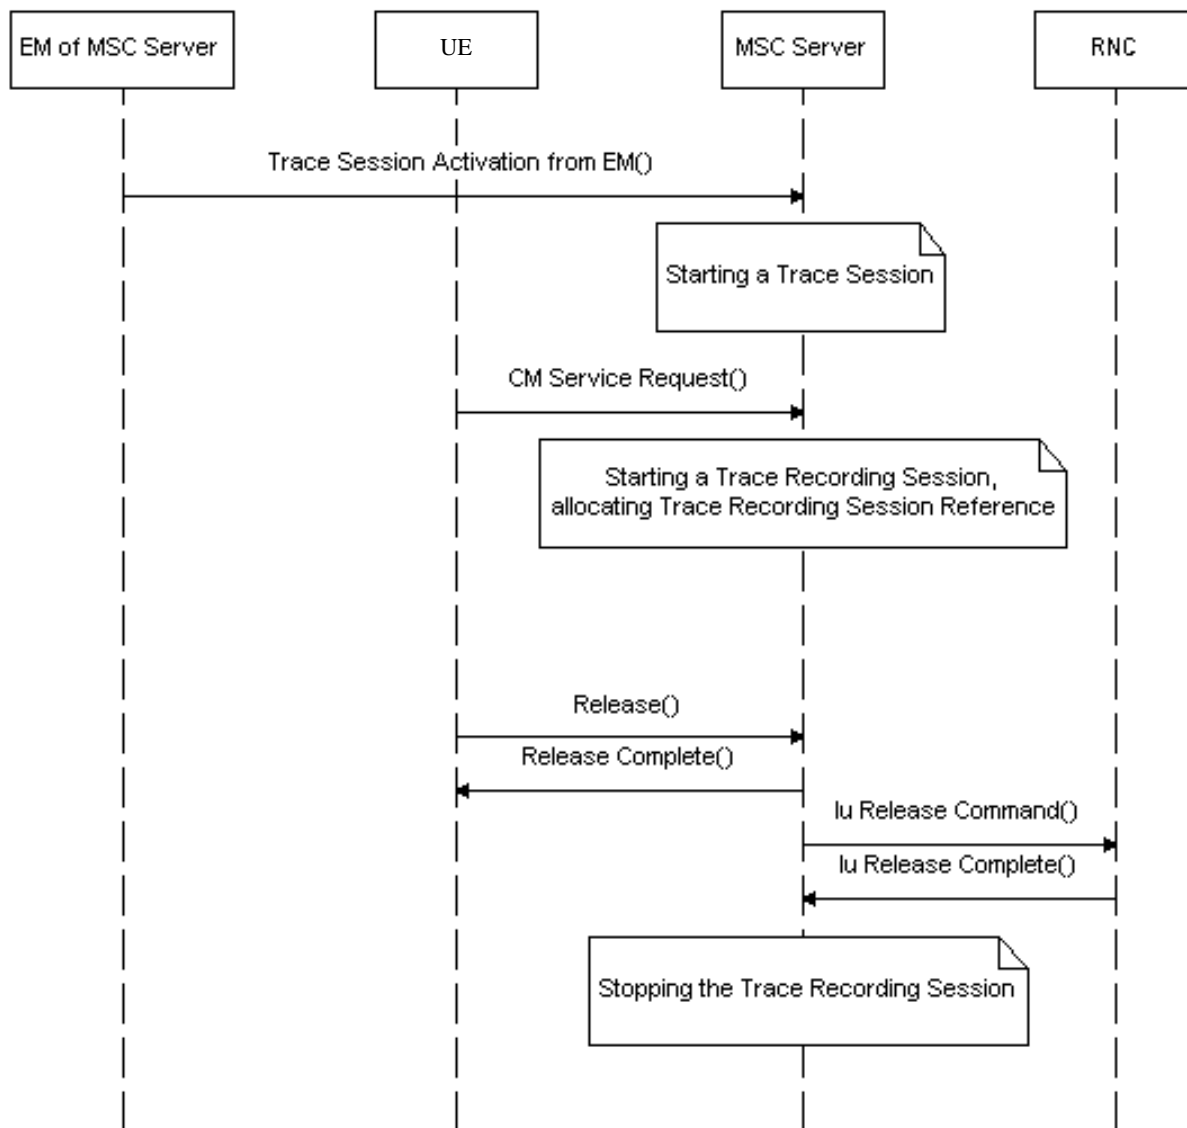 EM of MSC Server
UE
MSC Server
RNC
Trace Session Activation from EM()
Starting a Trace Session
CM Service Request()
Starting a Trace Recording Session,
allocating Trace Recording Session Reference
Release()
Release Complete()
Iu Release Command()
Iu Release Complete()
Stopping the Trace Recording Session